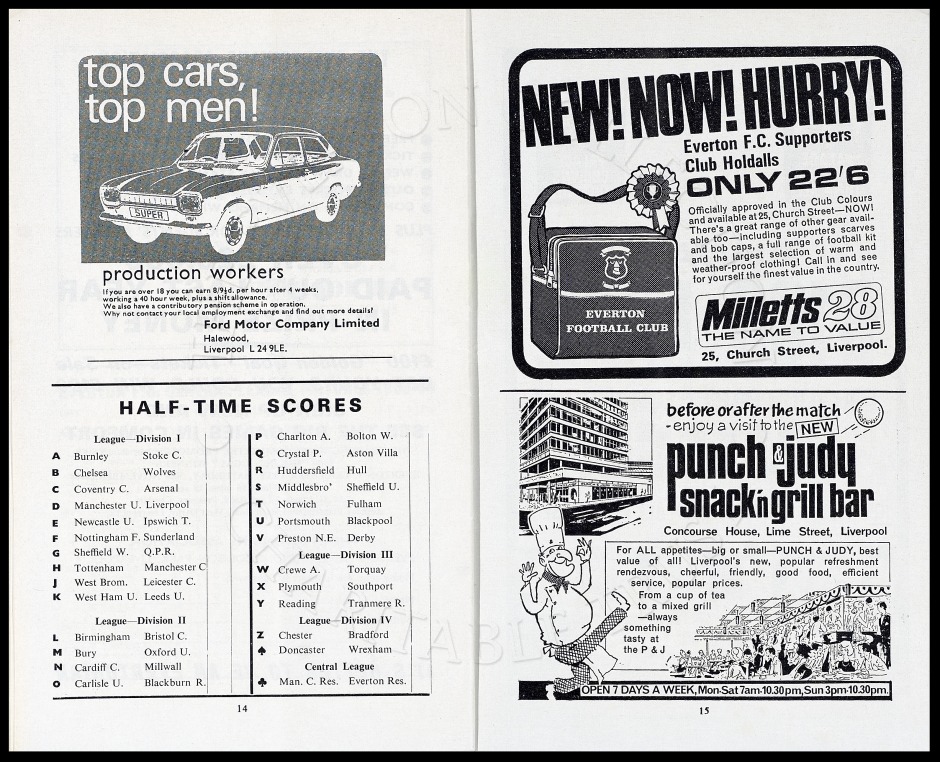 top cars,
top men!
SUPER
production workers
If you are over 18 you can earn 8/9½d. per hour after 4 weeks,
working a 40 hour week, plus a shift allowance.
We also have a contributory pension scheme in operation.
Why not contact your local employment exchange and find out more details?
Ford Motor Company Limited
Halewood,
Liverpool L 24 9LE.
HALF-TIME SCORES
League—Division I
A Burnley Stoke C.
B Chelsea Wolves
C Coventry C. Arsenal
D Manchester U. Liverpool
E Newcastle U. Ipswich T.
F Nottingham F. Sunderland
G Sheffield W. Q.P.R.
H Tottenham Manchester C
J West Brom. Leicester C.
K West Ham U. Leeds U.
League—Division II
L Birmingham Bristol C.
M Bury Oxford U.
N Cardiff C. Millwall
O Carlisle U. Blackburn R.
P Charlton A. Bolton W.
Q Crystal P. Aston Villa
R Huddersfield Hull
S Middlesbro' Sheffield U.
T Norwich Fulham
U Portsmouth Blackpool
V Preston N.E. Derby
League—Division III
W Crewe A. Torquay
X Plymouth Southport
Y Reading Tranmere R.
League—Division IV
Z Chester Bradford
♠ Doncaster Wrexham
Central League
♣ Man. C. Res. Everton Res.
14
NEW! NOW! HURRY!
Everton F.C. Supporters
Club Holdalls
ONLY 22'6
Officially approved in the Club Colours
and available at 25, Church Street—NOW!
There's a great range of other gear avail-
able too—including supporters scarves
and bob caps, a full range of football kit
and the largest selection of warm and
weather-proof clothing! Call in and see
for yourself the finest value in the country.
EVERTON
FOOTBALL CLUB
Milletts 28
THE NAME TO VALUE
25, Church Street, Liverpool.
before or after the match
-enjoy a visit to the NEW
punch & judy
snack'n grill bar
Concourse House, Lime Street, Liverpool
For ALL appetites—big or small—PUNCH & JUDY, best
value of all! Liverpool's new, popular refreshment
rendezvous, cheerful, friendly, good food, efficient
service, popular prices.
From a cup of tea
to a mixed grill
—always
something
tasty at
the P & J
OPEN 7 DAYS A WEEK, Mon-Sat 7am-10.30pm, Sun 3pm-10.30pm.
15